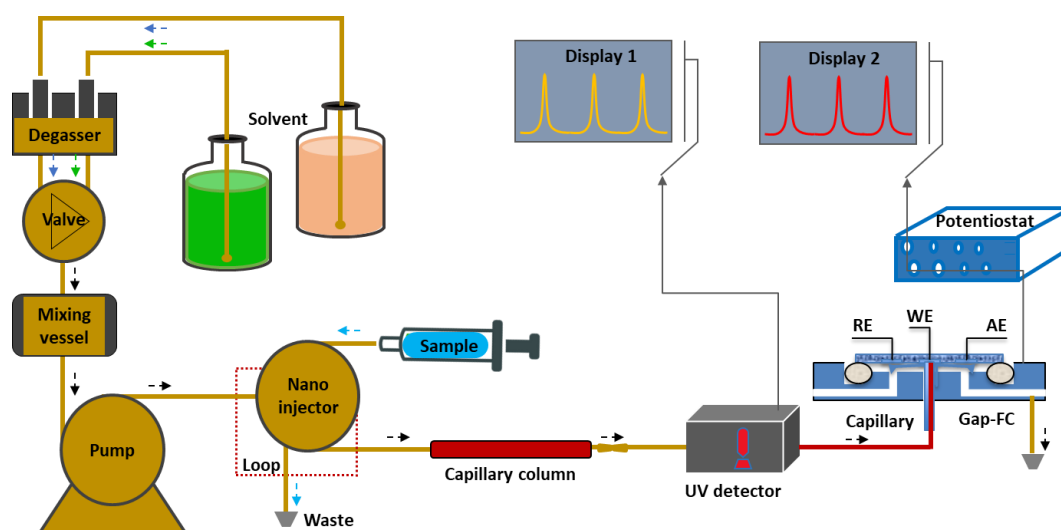 Solvent
Display 1
Display 2
Degasser
Valve
Potentiostat
Mixing
vessel
RE
WE
AE
Sample
Nano
injector
Capillary
Gap-FC
Pump
Loop
Capillary column
UV detector
Waste